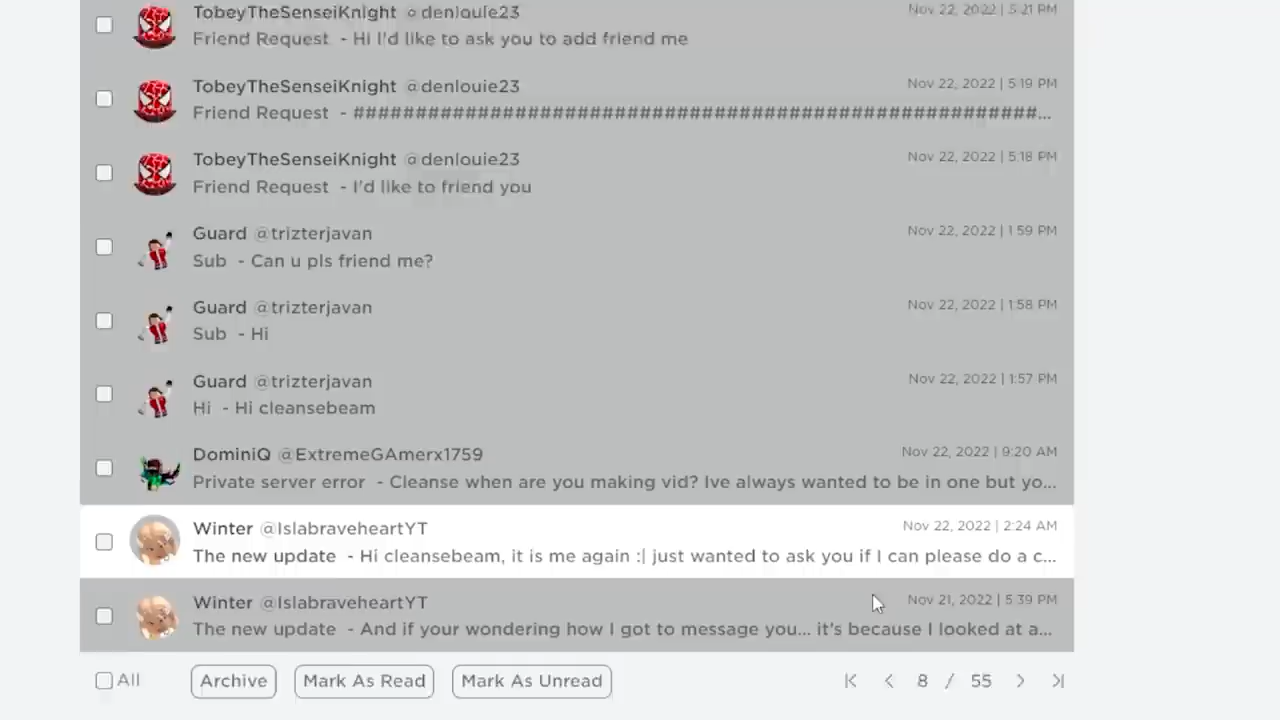 TobeyTheSenseiKnight @denlouie23 Nov 22, 2022 | 5:21 PM
Friend Request - Hi I'd like to ask you to add friend me
TobeyTheSenseiKnight @denlouie23 Nov 22, 2022 | 5:19 PM
Friend Request - #######################################################...
TobeyTheSenseiKnight @denlouie23 Nov 22, 2022 | 5:18 PM
Friend Request - I'd like to friend you
Guard @trizterjavan Nov 22, 2022 | 1:59 PM
Sub - Can u pls friend me?
Guard @trizterjavan Nov 22, 2022 | 1:58 PM
Sub - Hi
Guard @trizterjavan Nov 22, 2022 | 1:57 PM
Hi - Hi cleansebeam
DominiQ @ExtremeGAmerx1759 Nov 22, 2022 | 9:20 AM
Private server error - Cleanse when are you making vid? Ive always wanted to be in one but yo...
Winter @IslabraveheartYT Nov 22, 2022 | 2:24 AM
The new update - Hi cleansebeam, it is me again :| just wanted to ask you if I can please do a c...
Winter @IslabraveheartYT Nov 21, 2022 | 5:39 PM
The new update - And if your wondering how I got to message you... it's because I looked at a...
All Archive Mark As Read Mark As Unread 8 / 55